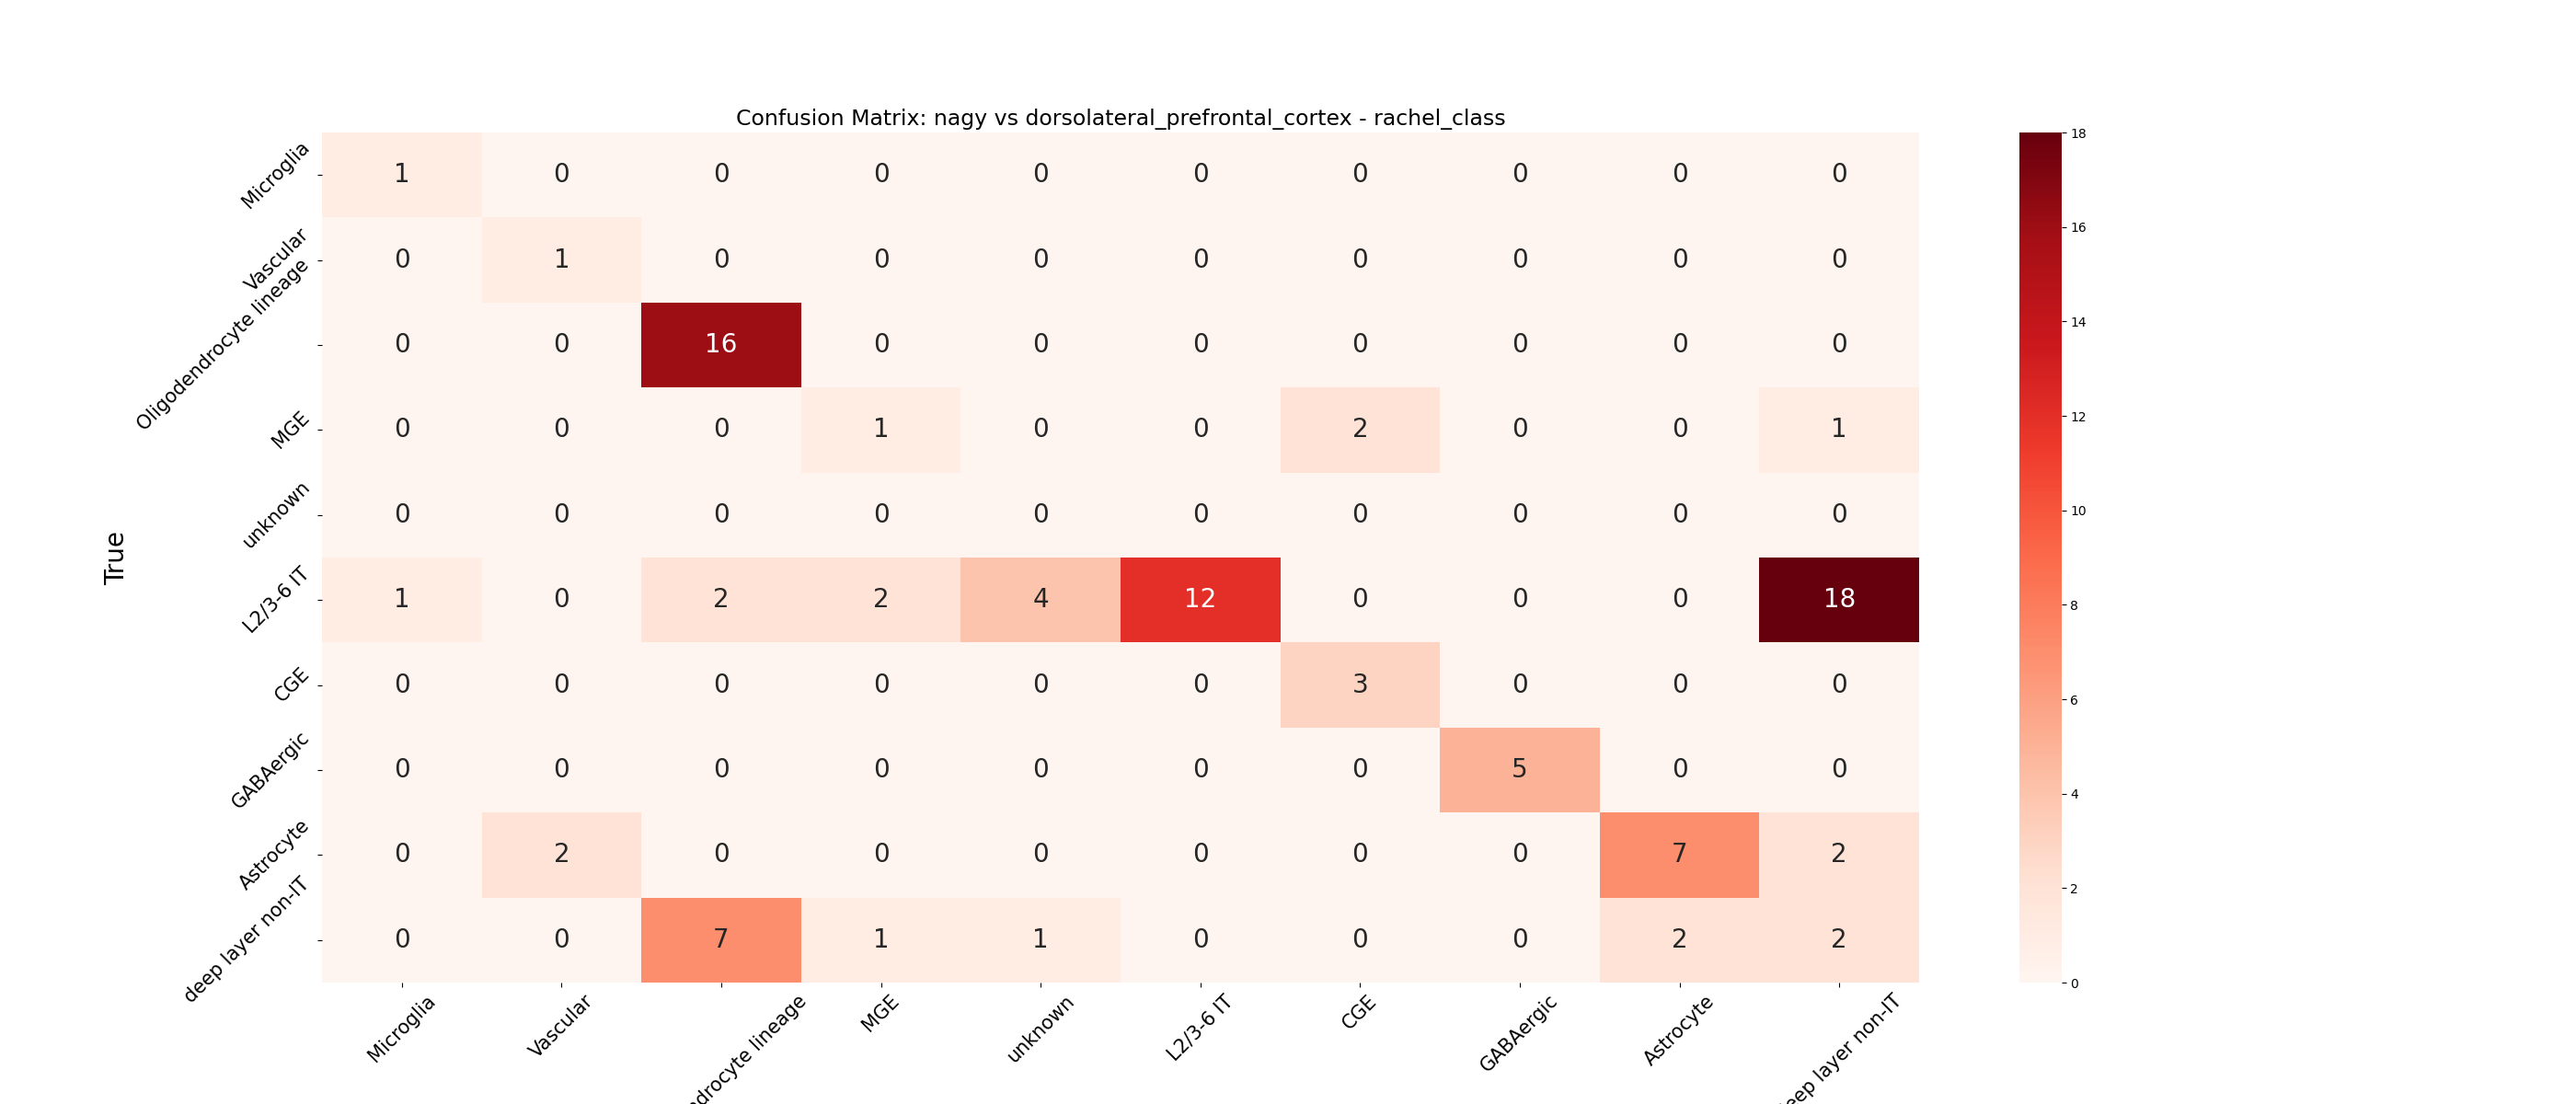 Confusion Matrix: nagy vs dorsolateral_prefrontal_cortex - rachel_class
Microglia 1 0 0 0 0 0 0 0 0 0
Vascular 0 1 0 0 0 0 0 0 0 0
Oligodendrocyte lineage 0 0 16 0 0 0 0 0 0 0
MGE 0 0 0 1 0 0 2 0 0 1
unknown 0 0 0 0 0 0 0 0 0 0
L2/3-6 IT 1 0 2 2 4 12 0 0 0 18
CGE 0 0 0 0 0 0 3 0 0 0
GABAergic 0 0 0 0 0 0 0 5 0 0
Astrocyte 0 2 0 0 0 0 0 0 7 2
deep layer non-IT 0 0 7 1 1 0 0 0 2 2
True
Microglia
Vascular
lineage
MGE
unknown
L2/3-6 IT
CGE
GABAergic
Astrocyte
layer non-IT
18
16
14
12
10
8
6
4
2
0